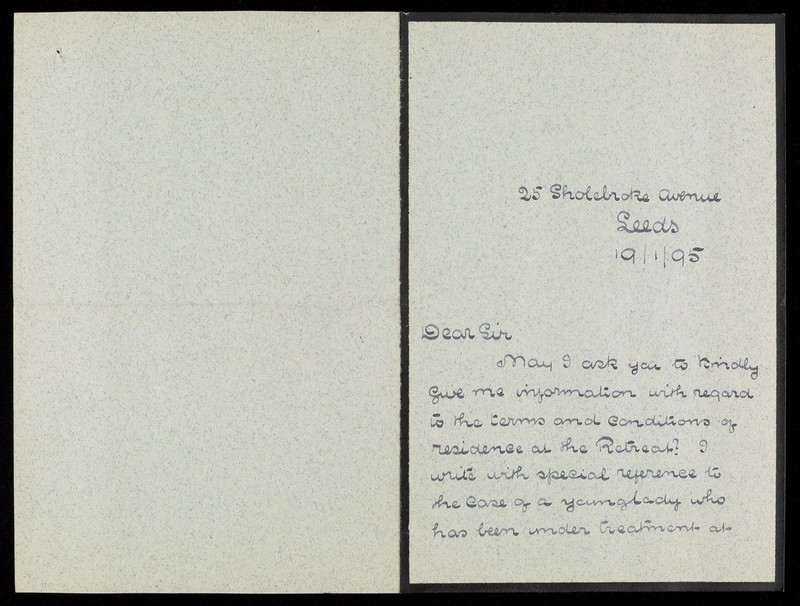 25 Sholebroke Avenue
Leeds
19/1/95
Dear Sir
May I ask you to kindly
give me information with regard
to the terms and conditions of
residence at the Retreat? I
write with special reference to
the case of a young lady who
has been under treatment at